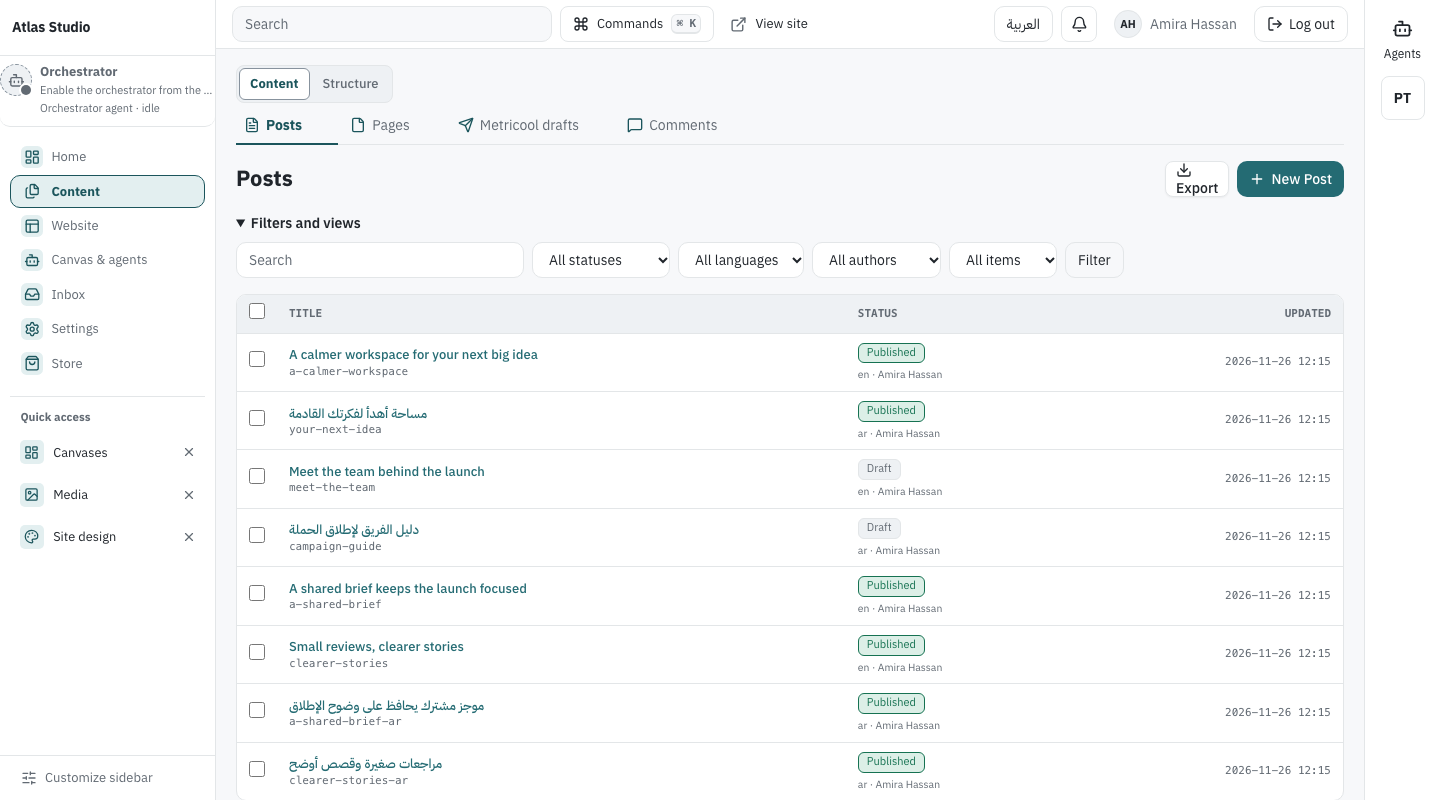 Atlas Studio
Search
Commands ⌘ K
View site
العربية
AH
Amira Hassan
Log out
Agents
PT
Orchestrator
Enable the orchestrator from the ...
Orchestrator agent · idle
Home
Content
Website
Canvas & agents
Inbox
Settings
Store
Quick access
Canvases
Media
Site design
Customize sidebar
Content
Structure
Posts
Pages
Metricool drafts
Comments
Posts
Export
New Post
Filters and views
Search
All statuses
All languages
All authors
All items
Filter
TITLE STATUS UPDATED
A calmer workspace for your next big idea
a-calmer-workspace
Published
en · Amira Hassan
2026-11-26 12:15
مساحة أهدأ لفكرتك القادمة
your-next-idea
Published
ar · Amira Hassan
2026-11-26 12:15
Meet the team behind the launch
meet-the-team
Draft
en · Amira Hassan
2026-11-26 12:15
دليل الفريق لإطلاق الحملة
campaign-guide
Draft
ar · Amira Hassan
2026-11-26 12:15
A shared brief keeps the launch focused
a-shared-brief
Published
en · Amira Hassan
2026-11-26 12:15
Small reviews, clearer stories
clearer-stories
Published
en · Amira Hassan
2026-11-26 12:15
موجز مشترك يحافظ على وضوح الإطلاق
a-shared-brief-ar
Published
ar · Amira Hassan
2026-11-26 12:15
مراجعات صغيرة وقصص أوضح
clearer-stories-ar
Published
ar · Amira Hassan
2026-11-26 12:15